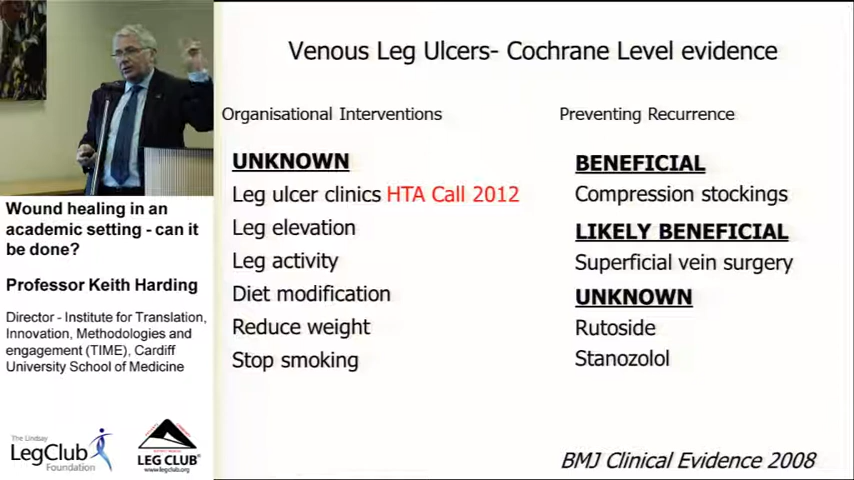 Venous Leg Ulcers- Cochrane Level evidence
Organisational Interventions
UNKNOWN
Leg ulcer clinics HTA Call 2012
Leg elevation
Leg activity
Diet modification
Reduce weight
Stop smoking
Preventing Recurrence
BENEFICIAL
Compression stockings
LIKELY BENEFICIAL
Superficial vein surgery
UNKNOWN
Rutoside
Stanozolol
BMJ Clinical Evidence 2008
Wound healing in an
academic setting - can it
be done?
Professor Keith Harding
Director - Institute for Translation,
Innovation, Methodologies and
engagement (TIME), Cardiff
University School of Medicine
The Lindsay
LegClub
Foundation
LEG CLUB®
www.legclub.org